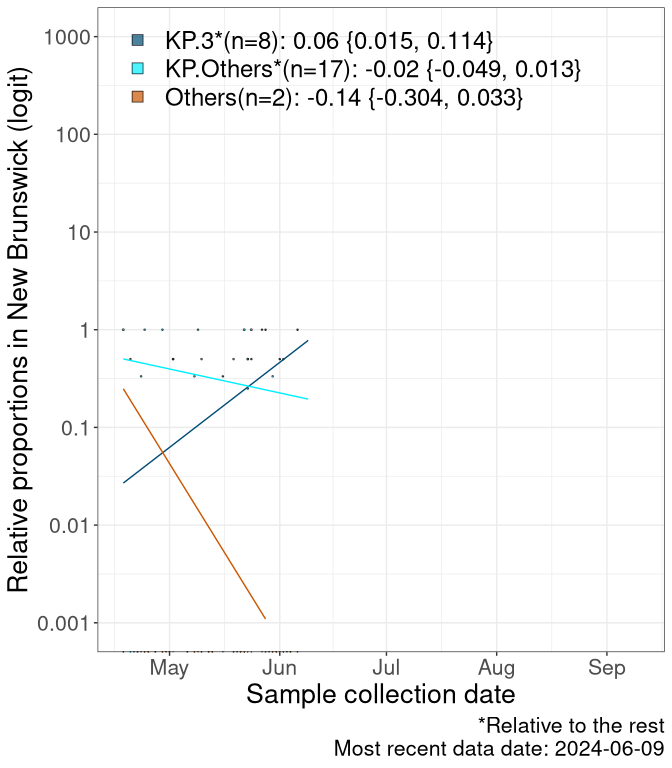 KP.3*(n=8): 0.06 {0.015, 0.114}
KP.Others*(n=17): -0.02 {-0.049, 0.013}
Others(n=2): -0.14 {-0.304, 0.033}
Relative proportions in New Brunswick (logit)
1000
100
10
1
0.1
0.01
0.001
May Jun Jul Aug Sep
Sample collection date
*Relative to the rest
Most recent data date: 2024-06-09